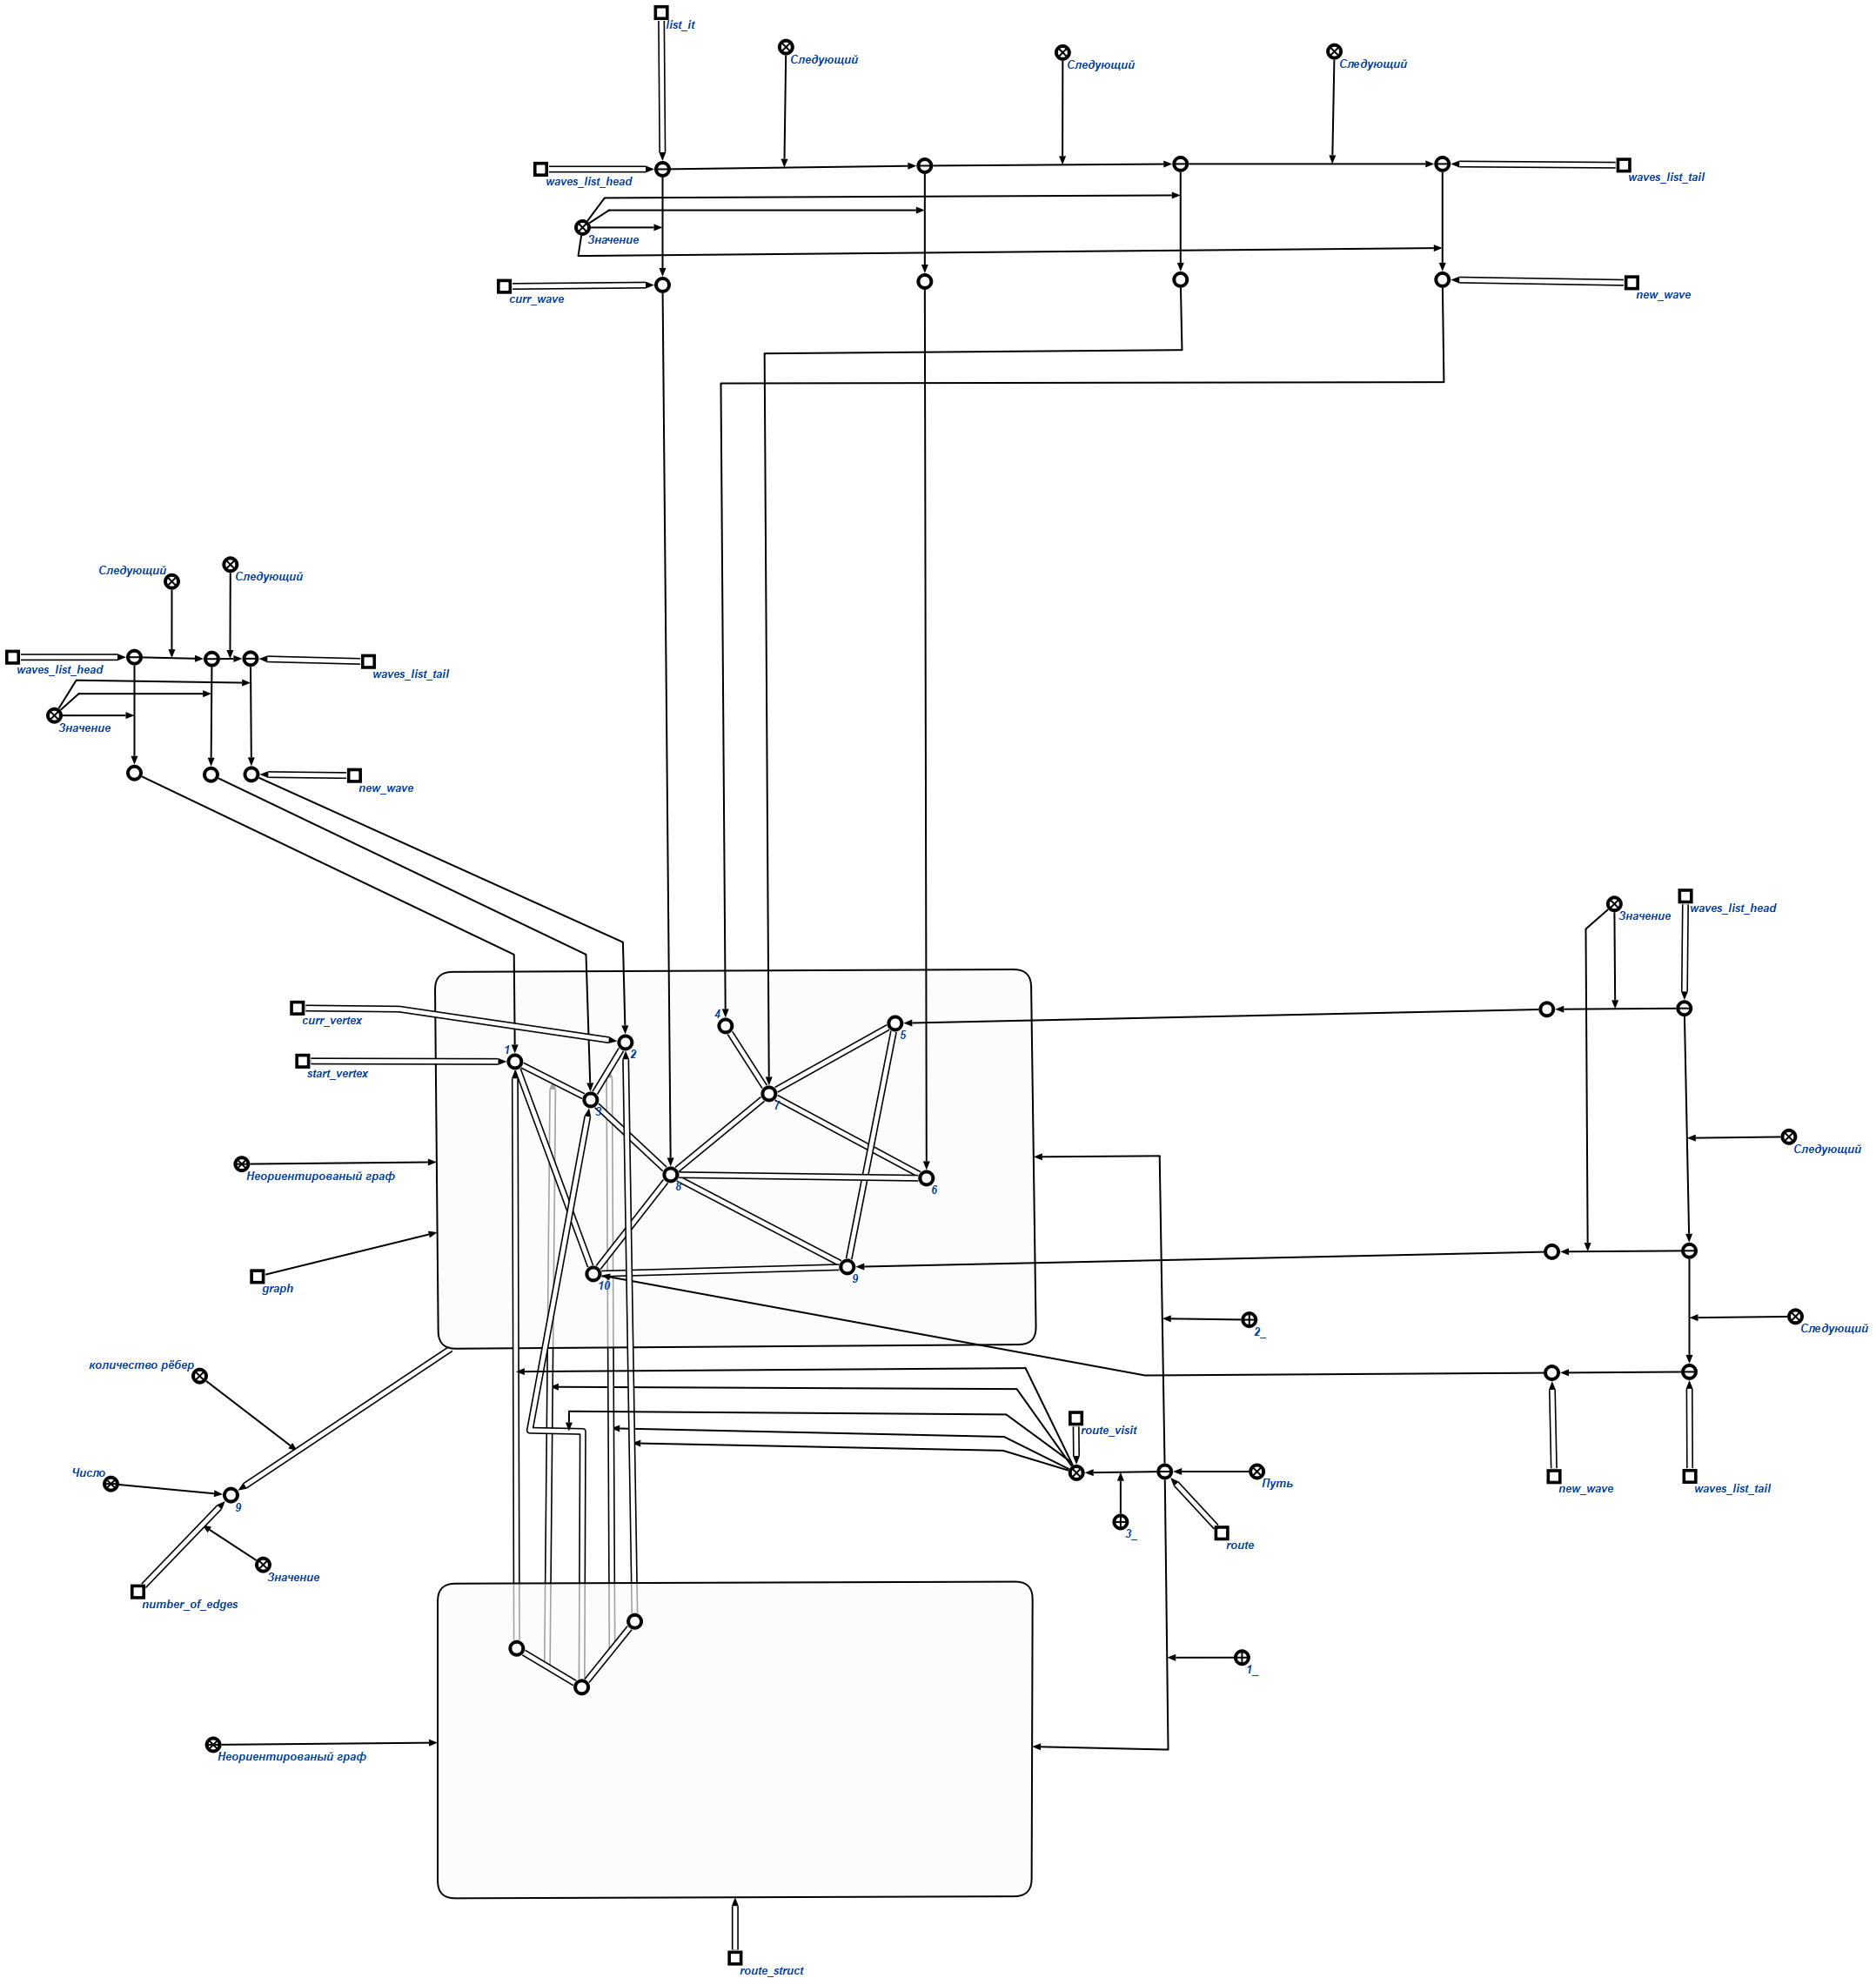 list_it
Следующий
Следующий
Следующий
waves_list_head
waves_list_tail
Значение
curr_wave
new_wave
Следующий
Следующий
waves_list_head
waves_list_tail
Значение
new_wave
Значение
waves_list_head
curr_vertex
4
5
1
2
start_vertex
3
7
Следующий
Неориентированый граф
8
6
graph
10
9
2_
Следующий
количество рёбер
route_visit
Число
9
Путь
new_wave
waves_list_tail
3_
route
Значение
number_of_edges
1_
Неориентированый граф
route_struct